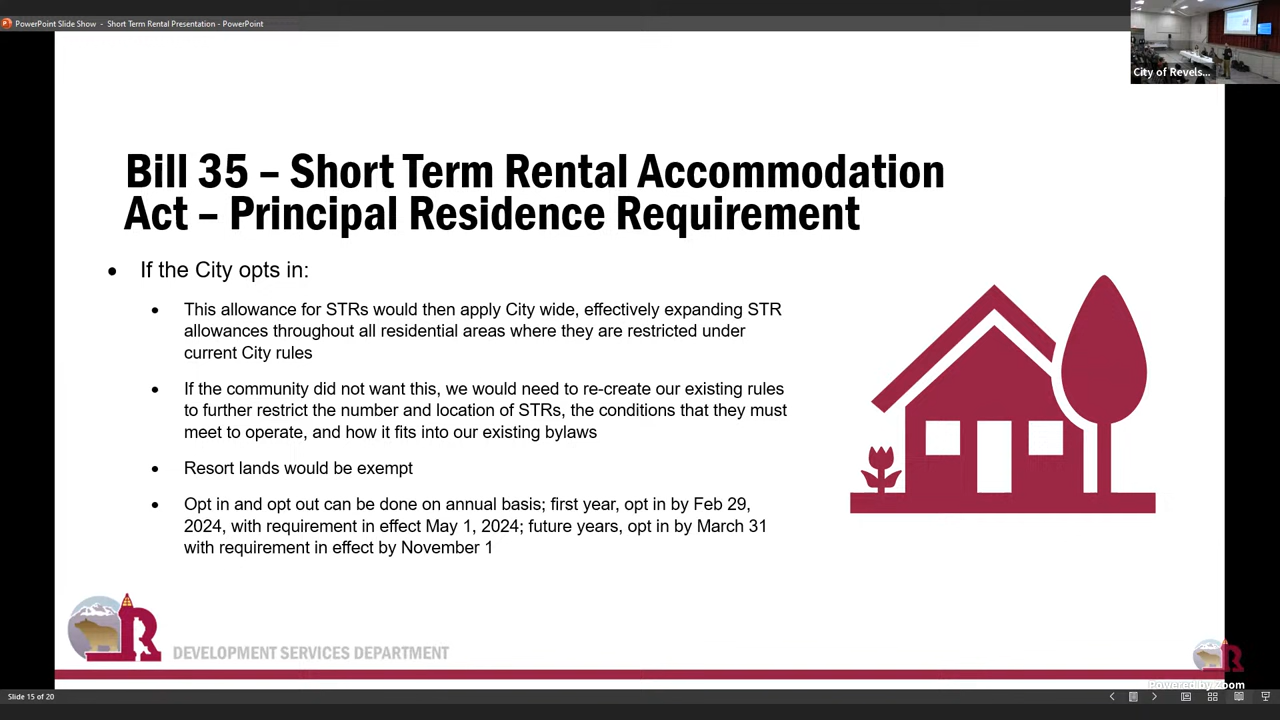 PowerPoint Slide Show - Short Term Rental Presentation - PowerPoint
City of Revels...
Bill 35 – Short Term Rental Accommodation
Act – Principal Residence Requirement
• If the City opts in:
• This allowance for STRs would then apply City wide, effectively expanding STR
allowances throughout all residential areas where they are restricted under
current City rules
• If the community did not want this, we would need to re-create our existing rules
to further restrict the number and location of STRs, the conditions that they must
meet to operate, and how it fits into our existing bylaws
• Resort lands would be exempt
• Opt in and opt out can be done on annual basis; first year, opt in by Feb 29,
2024, with requirement in effect May 1, 2024; future years, opt in by March 31
with requirement in effect by November 1
R
DEVELOPMENT SERVICES DEPARTMENT
R
Powered by Zoom
Slide 15 of 20